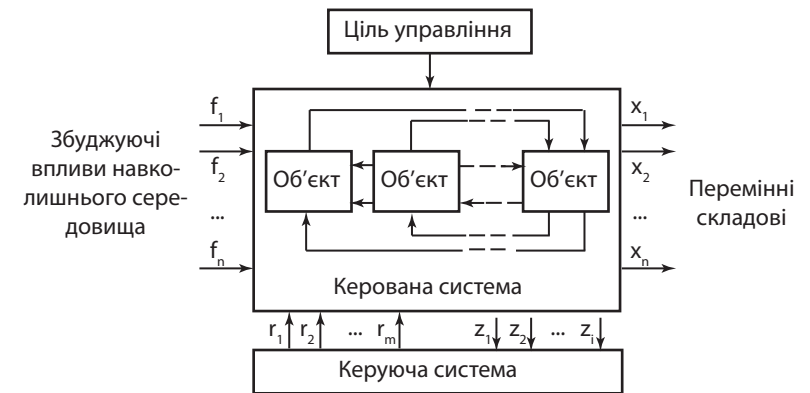 Ціль управління
Збуджуючі
впливи навко-
лишнього сере-
довища
f1
f2
...
fn
Об’єкт
Об’єкт
Об’єкт
Керована система
x1
x2
...
xn
Перемінні
складові
r1 r2 ... rm z1 z2 ... zi
Керуюча система